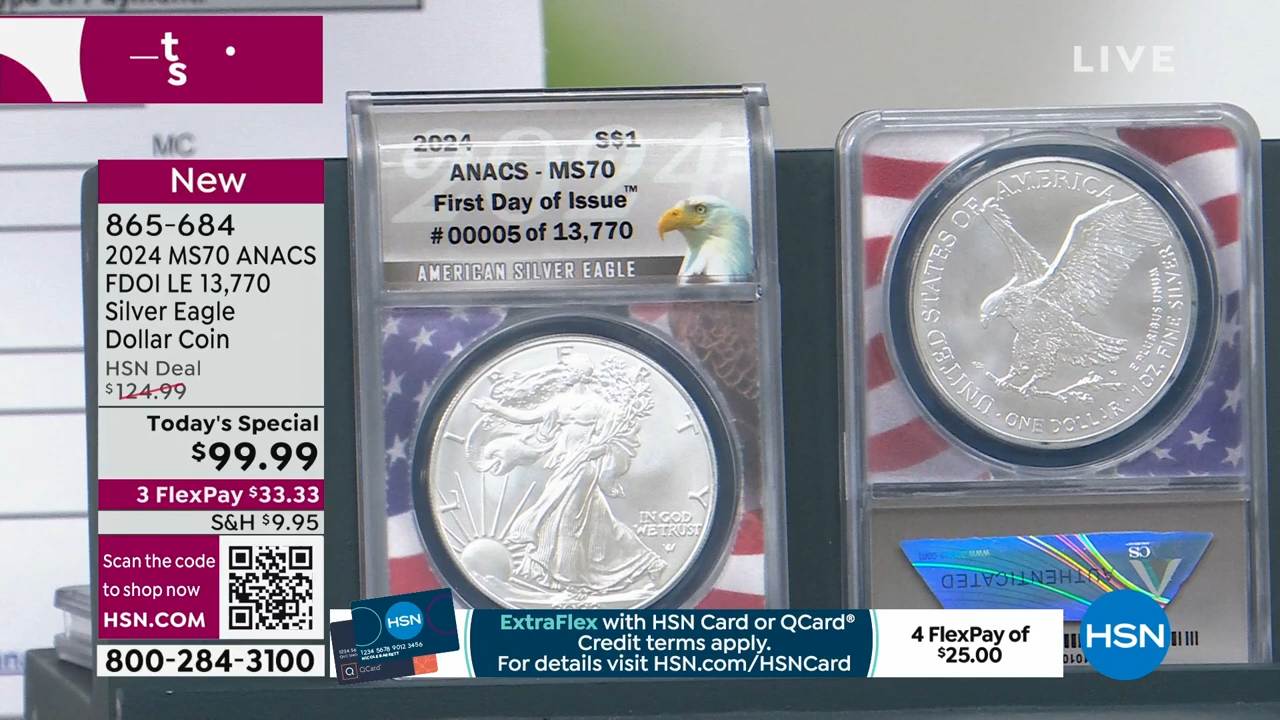 ts
LIVE
MC
New
865-684
2024 MS70 ANACS
FDOI LE 13,770
Silver Eagle
Dollar Coin
HSN Deal
$124.99
Today's Special
$99.99
3 FlexPay $33.33
S&H $9.95
Scan the code
to shop now
HSN.COM
800-284-3100
2024 S$1
ANACS - MS70
First Day of Issue™
#00005 of 13,770
AMERICAN SILVER EAGLE
LIBERTY
IN GOD
WE TRUST
UNITED STATES OF AMERICA
E PLURIBUS UNUM
1 OZ. FINE SILVER
ONE DOLLAR
AUTHENTICATED
HSN
QCard
ExtraFlex with HSN Card or QCard®
Credit terms apply.
For details visit HSN.com/HSNCard
4 FlexPay of
$25.00
HSN